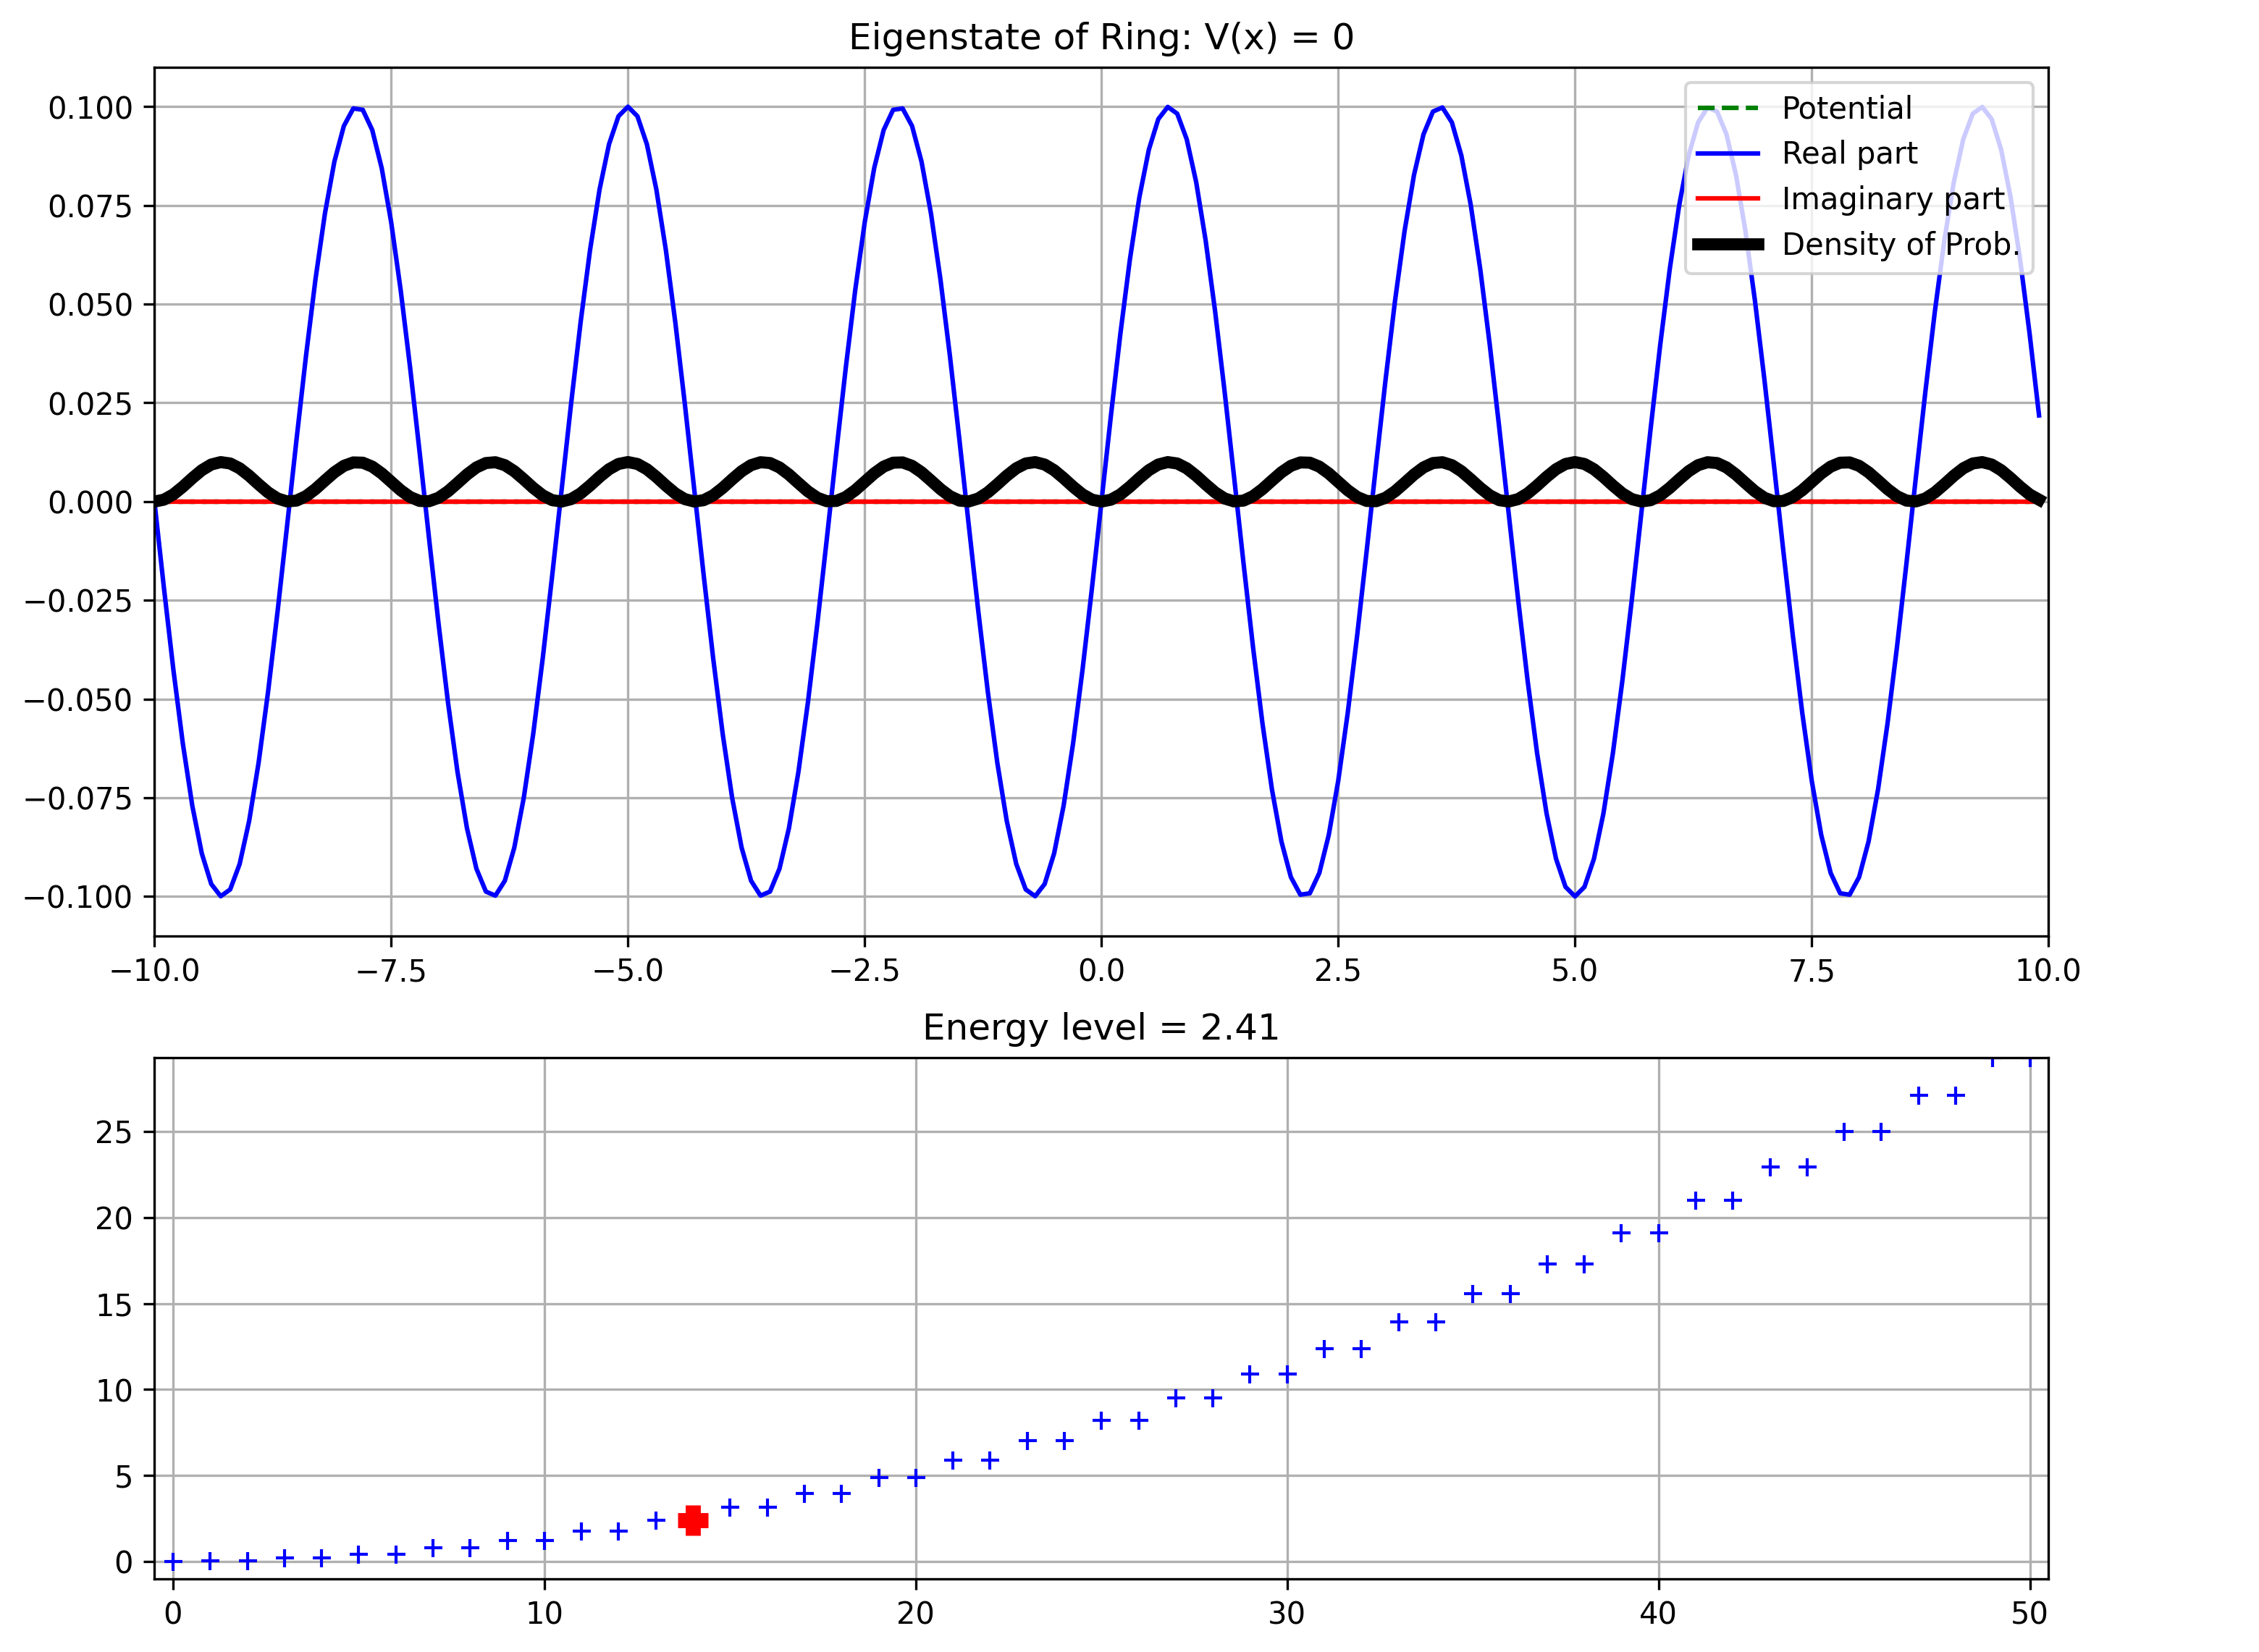 Eigenstate of Ring: V(x) = 0
0.100
0.075
0.050
0.025
0.000
−0.025
−0.050
−0.075
−0.100
Potential
Real part
Imaginary part
Density of Prob.
−10.0 −7.5 −5.0 −2.5 0.0 2.5 5.0 7.5 10.0
Energy level = 2.41
25
20
15
10
5
0
0 10 20 30 40 50